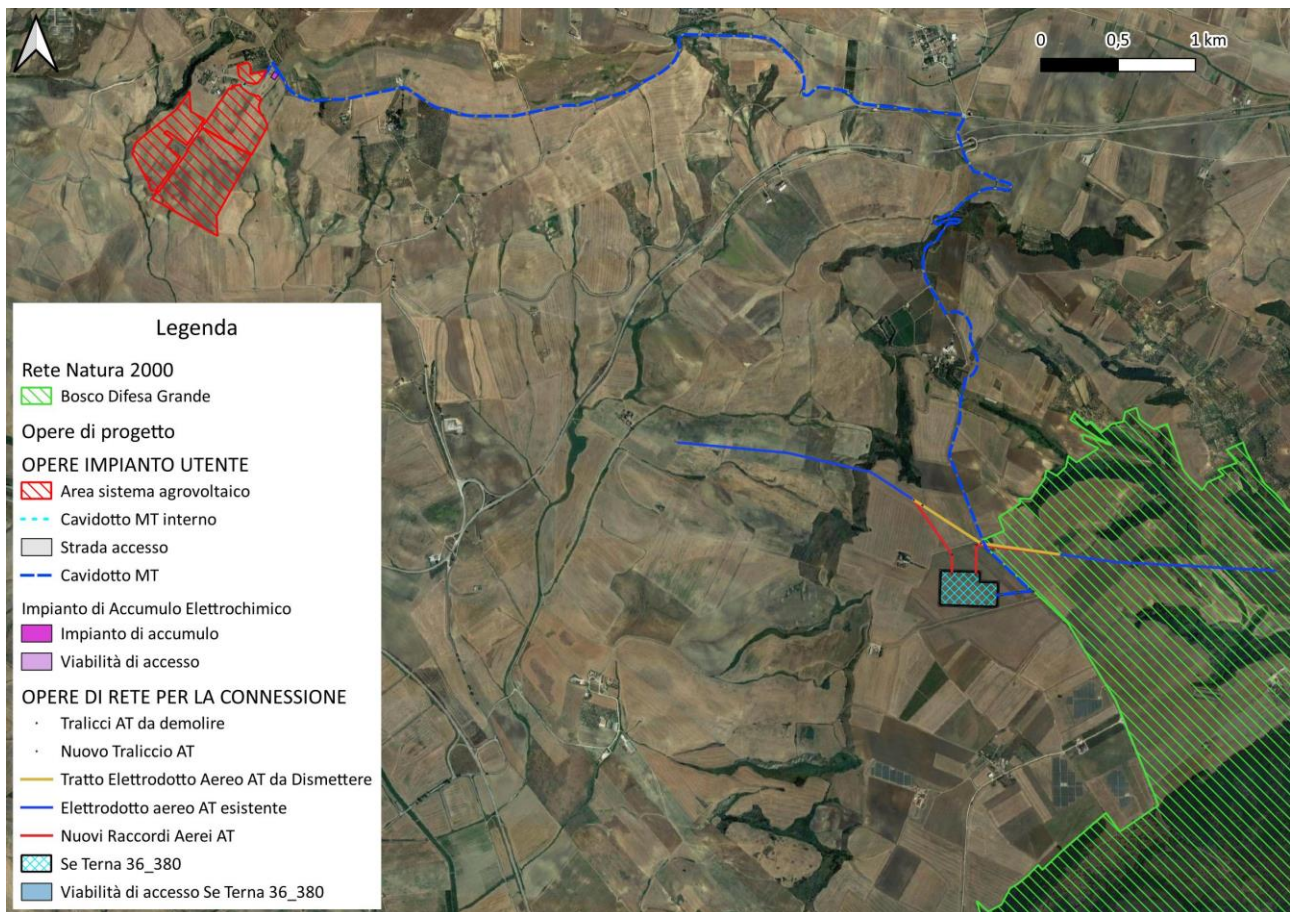 0 0,5 1 km
Legenda
Rete Natura 2000
Bosco Difesa Grande
Opere di progetto
OPERE IMPIANTO UTENTE
Area sistema agrovoltaico
Cavidotto MT interno
Strada accesso
Cavidotto MT
Impianto di Accumulo Elettrochimico
Impianto di accumulo
Viabilità di accesso
OPERE DI RETE PER LA CONNESSIONE
Tralicci AT da demolire
Nuovo Traliccio AT
Tratto Elettrodotto Aereo AT da Dismettere
Elettrodotto aereo AT esistente
Nuovi Raccordi Aerei AT
Se Terna 36_380
Viabilità di accesso Se Terna 36_380